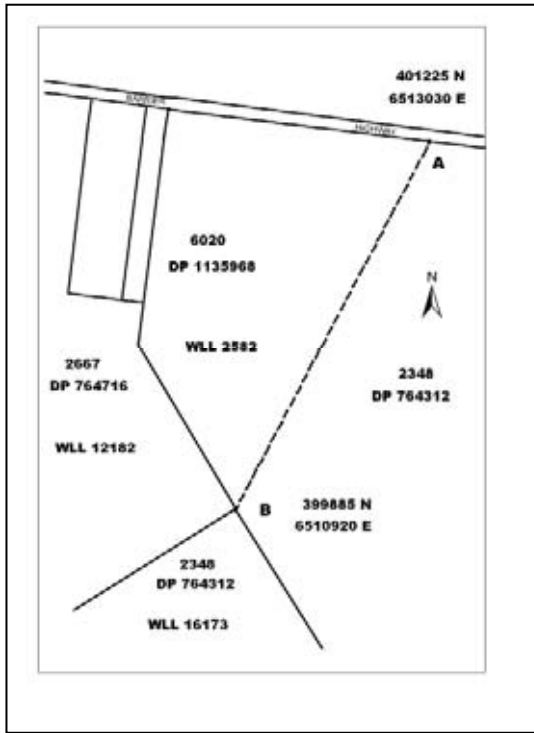 401225 N
6513030 E
BARRIER
HIGHWAY
A
6020
DP 1135968
N
WLL 2582
2667
DP 764716
2348
DP 764312
WLL 12182
B
399885 N
6510920 E
2348
DP 764312
WLL 16173